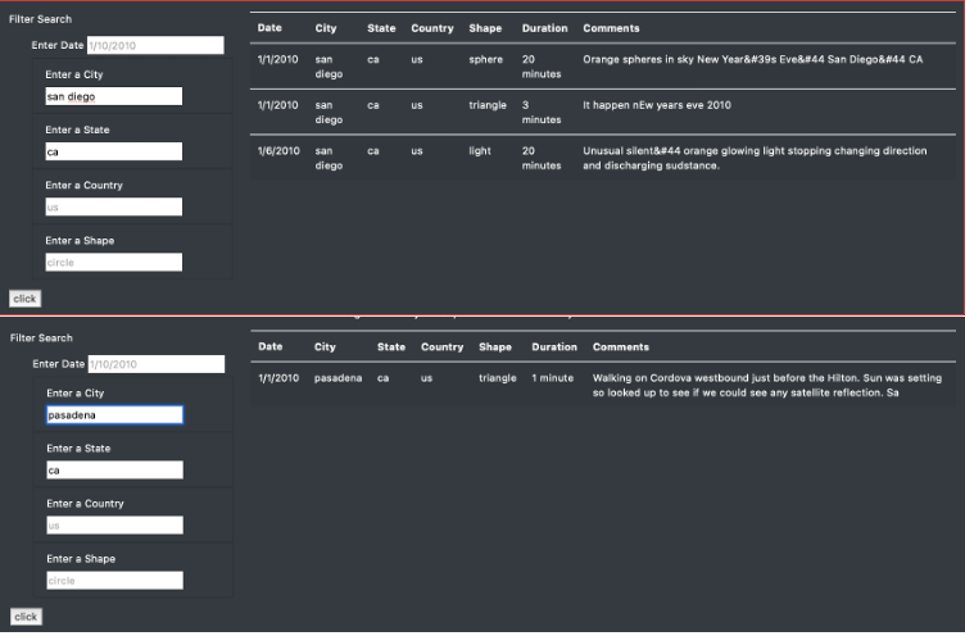 Filter Search
Enter Date 1/10/2010
Enter a City
san diego
Enter a State
ca
Enter a Country
us
Enter a Shape
circle
click
Date City State Country Shape Duration Comments
1/1/2010 san ca us sphere 20 Orange spheres in sky New Year&#39s Eve&#44 San Diego&#44 CA
diego minutes
1/1/2010 san ca us triangle 3 It happen nEw years eve 2010
diego minutes
1/6/2010 san ca us light 20 Unusual silent&#44 orange glowing light stopping changing direction
diego minutes and discharging sudstance.
Filter Search
Enter Date 1/10/2010
Enter a City
pasadena
Enter a State
ca
Enter a Country
us
Enter a Shape
circle
click
Date City State Country Shape Duration Comments
1/1/2010 pasadena ca us triangle 1 minute Walking on Cordova westbound just before the Hilton. Sun was setting
so looked up to see if we could see any satellite reflection. Sa